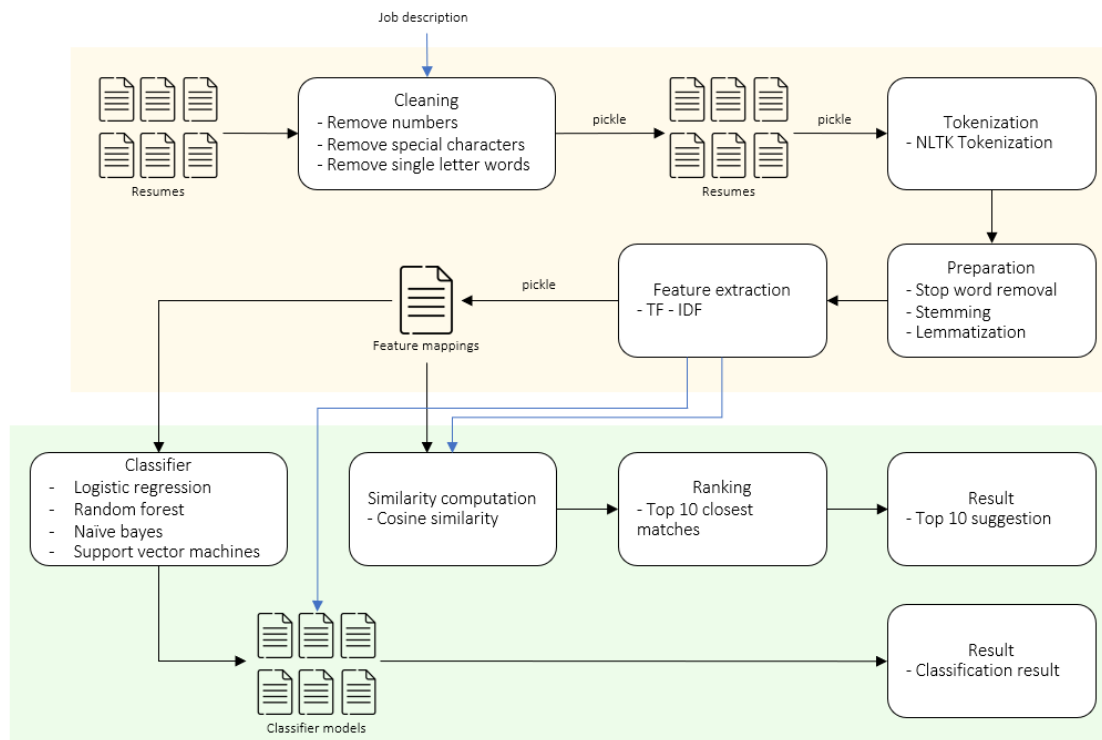 Job description
Cleaning
- Remove numbers
- Remove special characters
- Remove single letter words
pickle
pickle
Tokenization
- NLTK Tokenization
Resumes
Resumes
Preparation
- Stop word removal
- Stemming
- Lemmatization
Feature extraction
- TF - IDF
pickle
Feature mappings
Classifier
- Logistic regression
- Random forest
- Naïve bayes
- Support vector machines
Similarity computation
- Cosine similarity
Ranking
- Top 10 closest
matches
Result
- Top 10 suggestion
Classifier models
Result
- Classification result